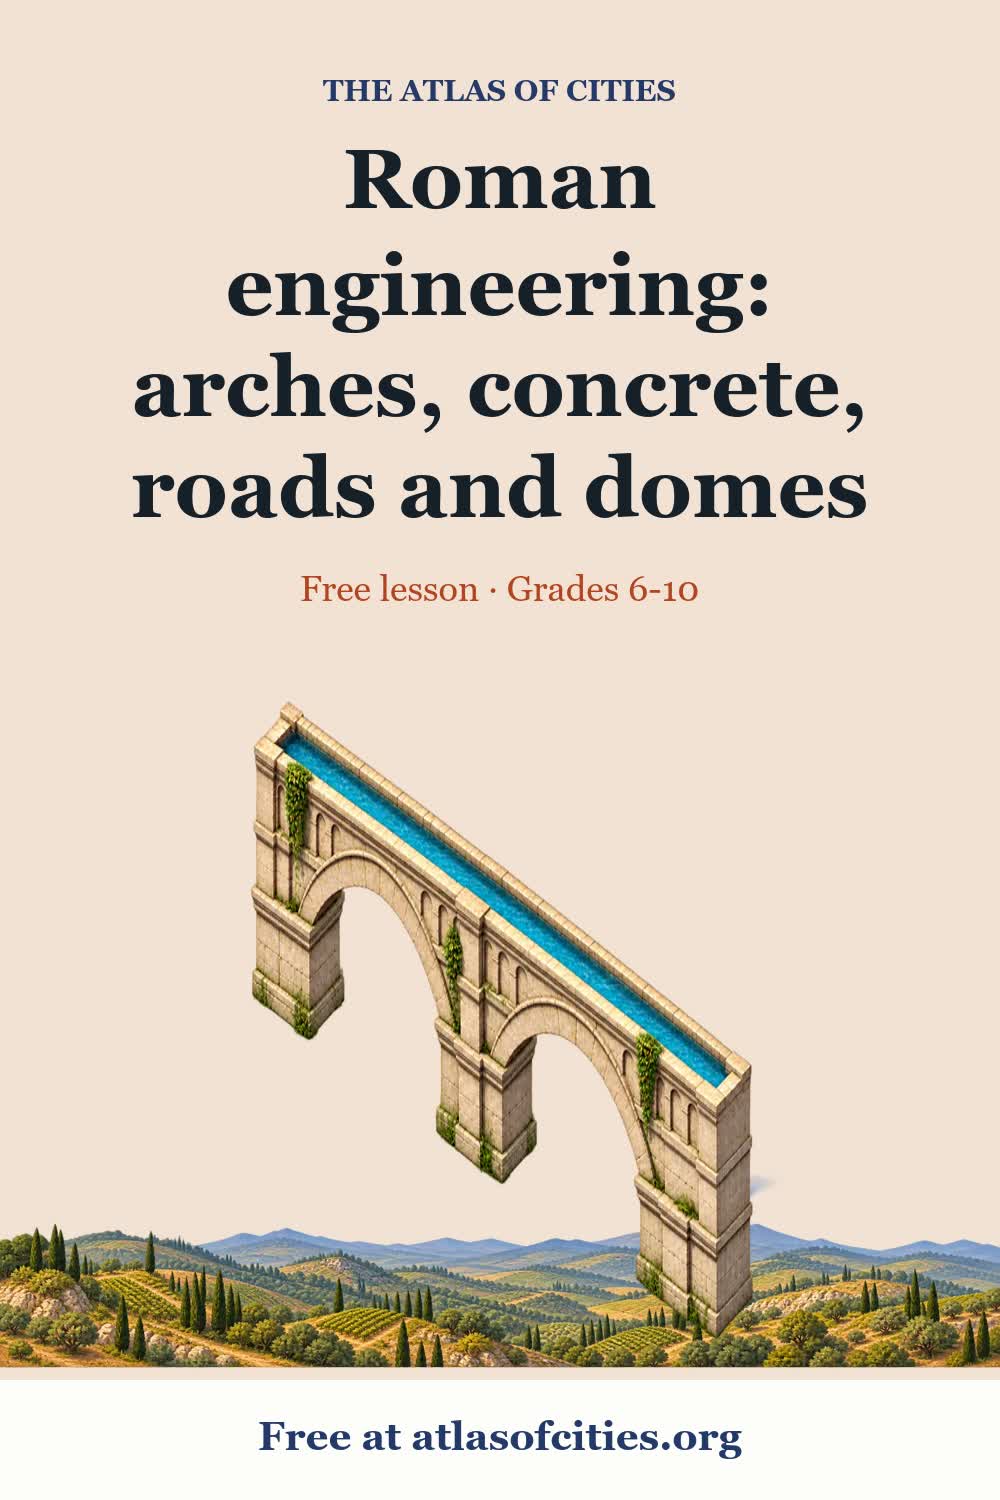 THE ATLAS OF CITIES
Roman
engineering:
arches, concrete,
roads and domes
Free lesson · Grades 6-10
Free at atlasofcities.org